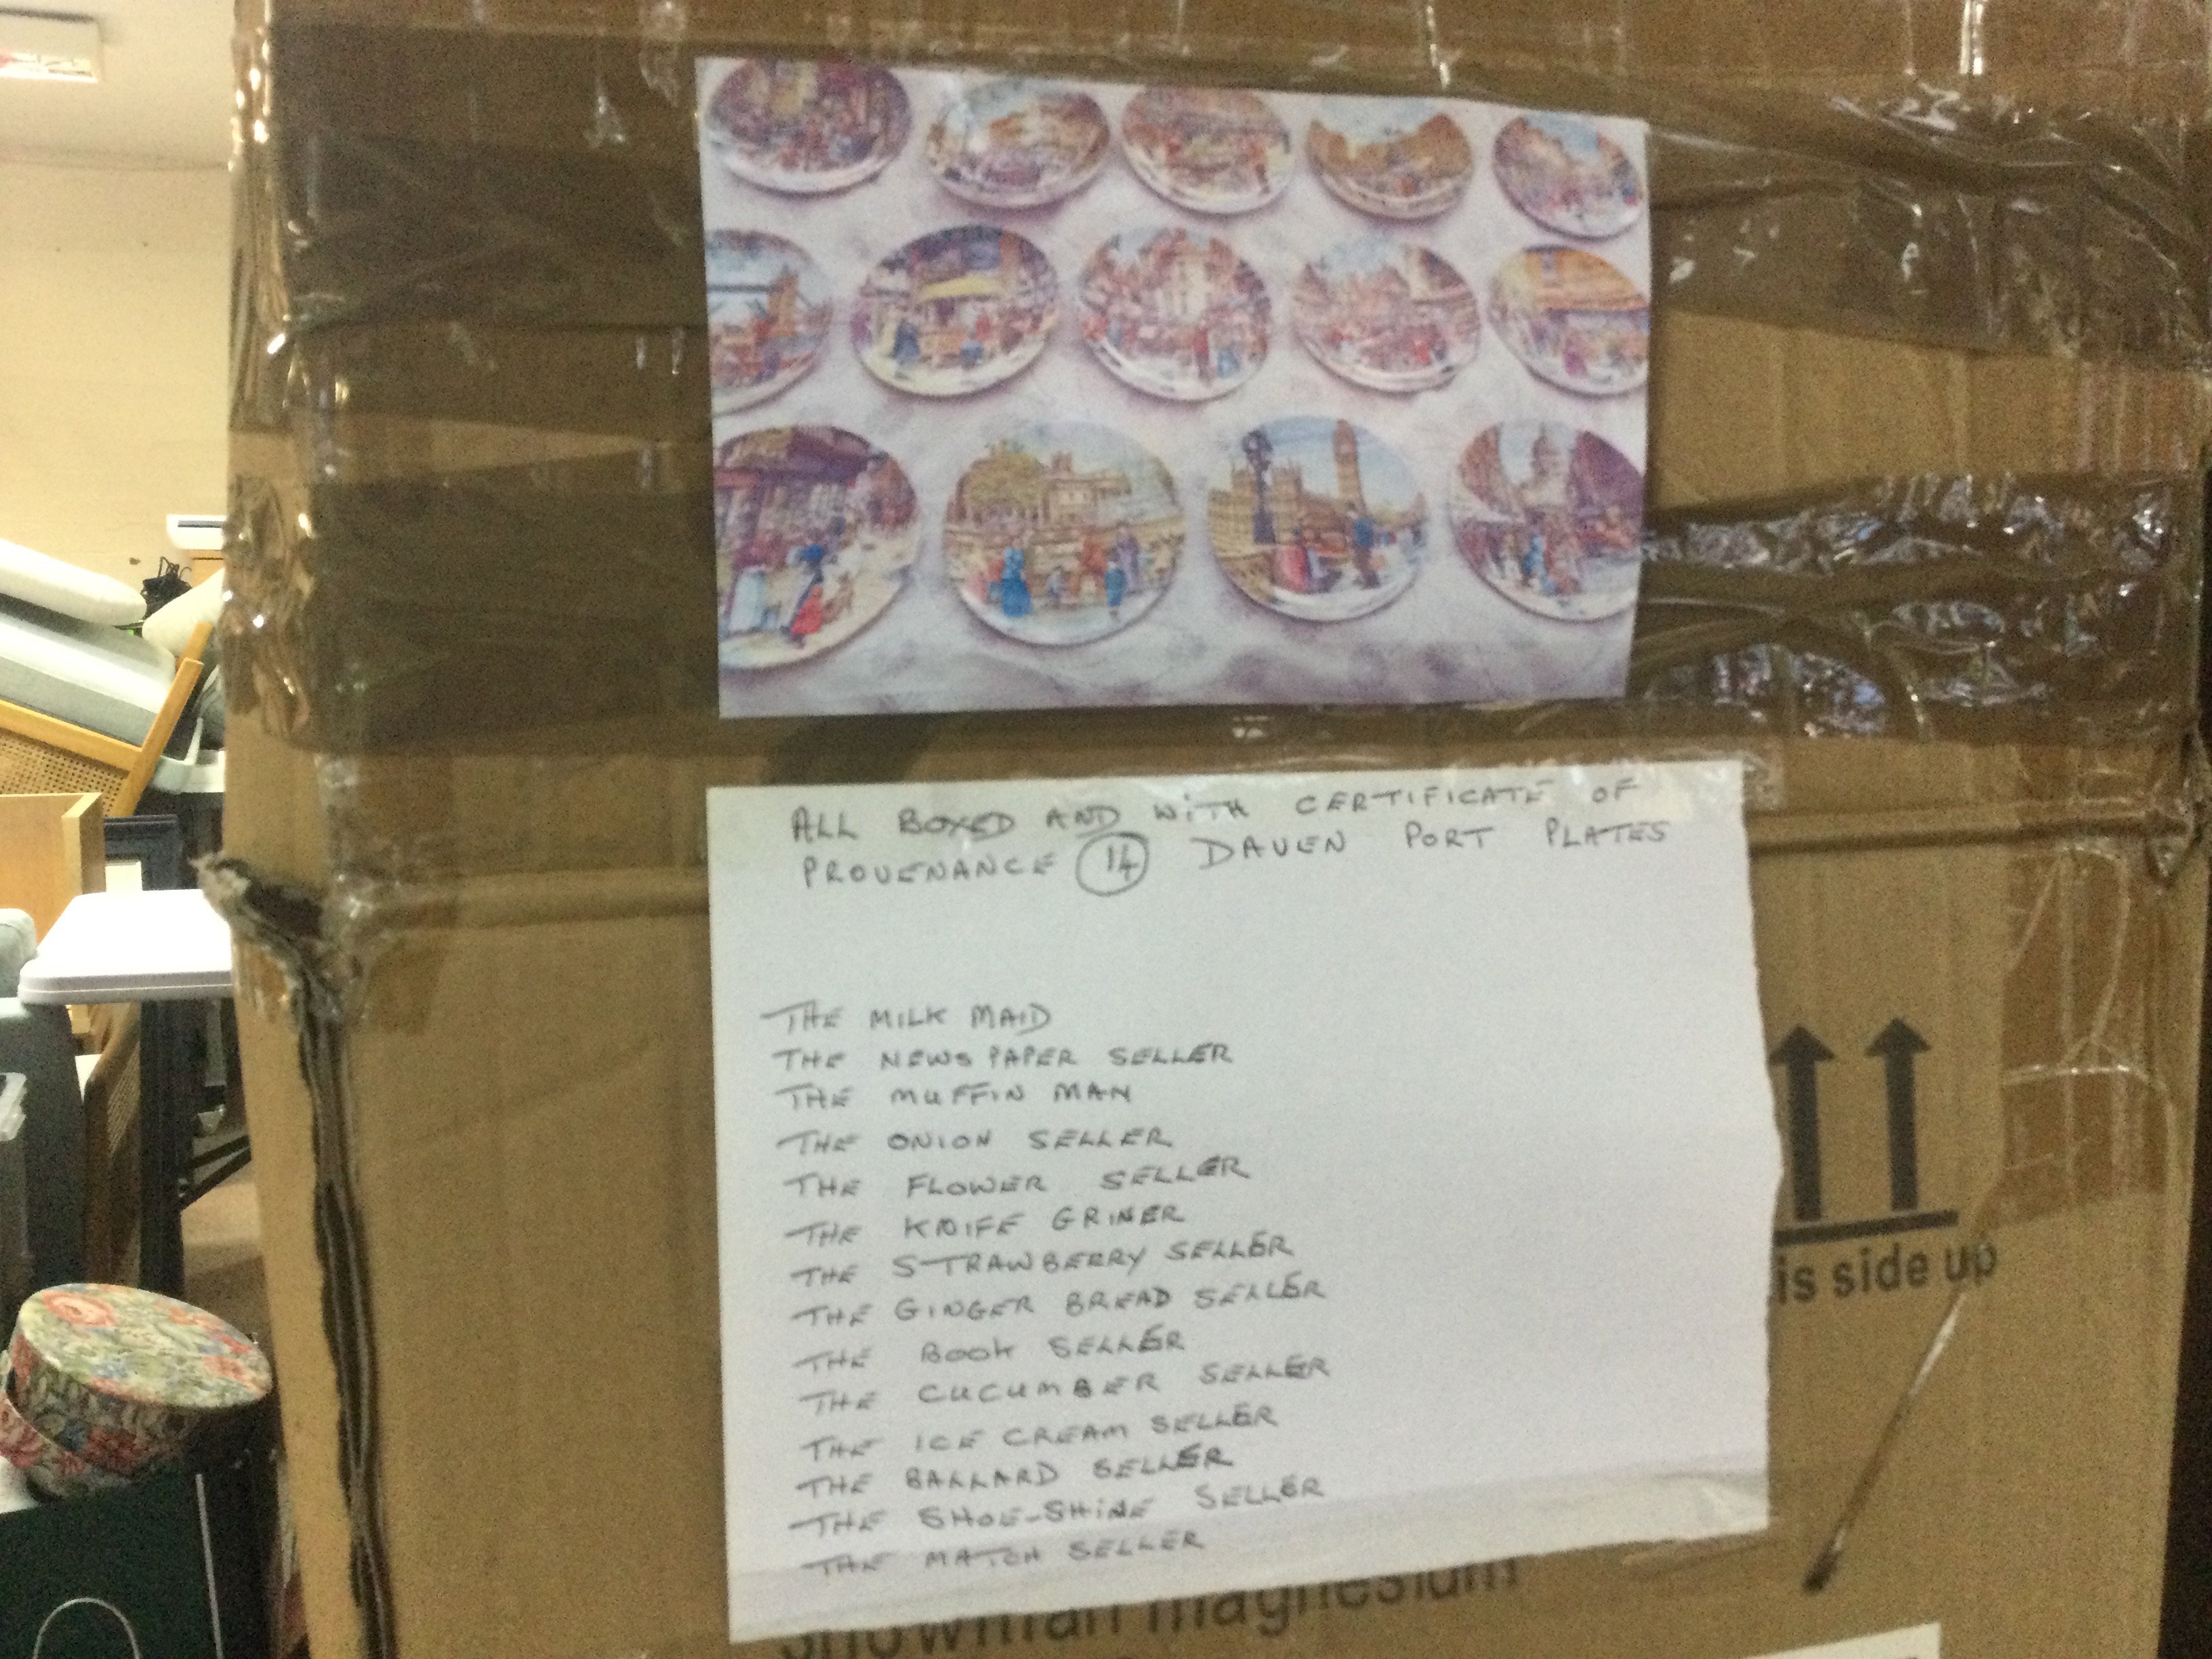 ALL BOXED AND WITH CERTIFICATE OF
PROVENANCE 14 DAVEN PORT PLATES
THE MILK MAID
THE NEWS PAPER SELLER
THE MUFFIN MAN
THE ONION SELLER
THE FLOWER SELLER
THE KNIFE GRINER
THE STRAWBERRY SELLER
THE GINGER BREAD SELLER
THE BOOK SELLER
THE CUCUMBER SELLER
THE ICE CREAM SELLER
THE BALLARD SELLER
THE SHOE-SHINE SELLER
THE MATCH SELLER
is side up
Snowman magnesium